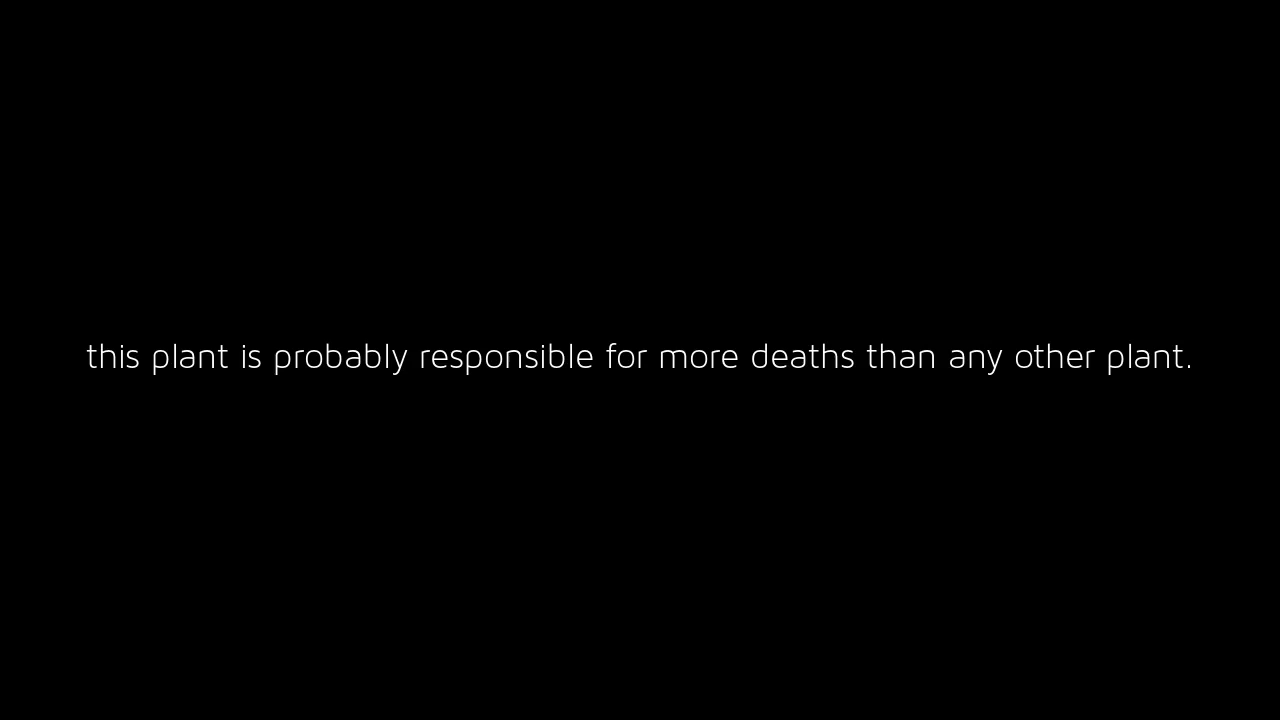 this plant is probably responsible for more deaths than any other plant.